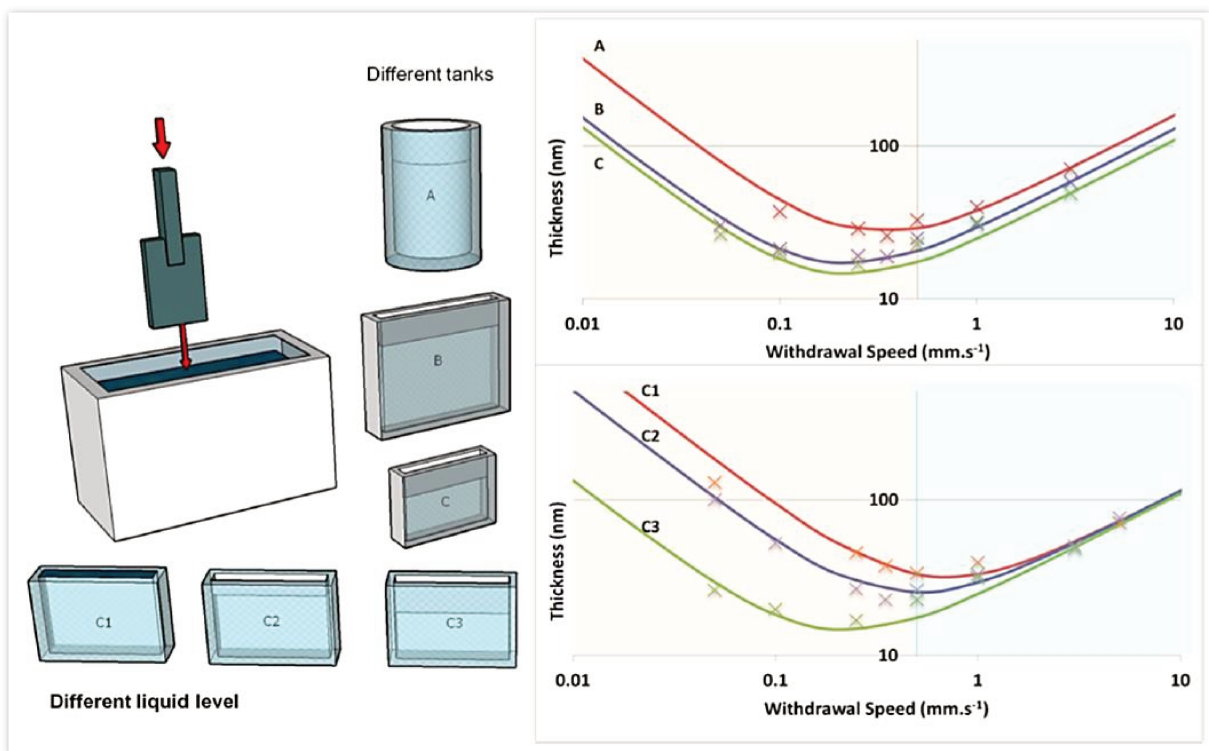 Different tanks
A
B
C
C1
C2
C3
Different liquid level
A
B
C
100
10
0.01
0.1
1
10
Thickness (nm)
Withdrawal Speed (mm.s⁻¹)
C1
C2
C3
100
10
0.01
0.1
1
10
Thickness (nm)
Withdrawal Speed (mm.s⁻¹)